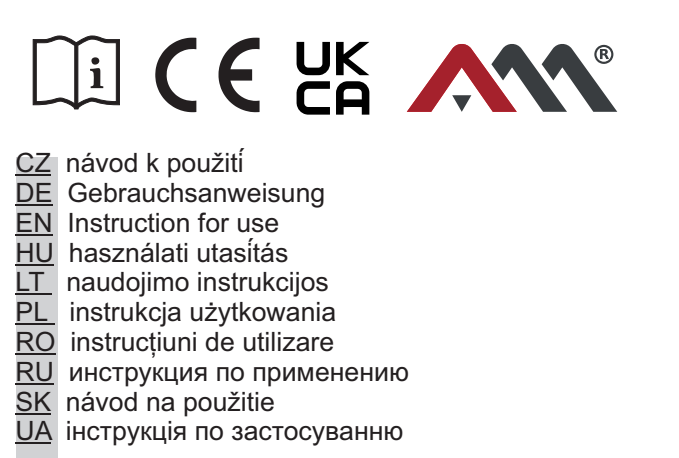 i CE UK CA AM®
CZ návod k použití
DE Gebrauchsanweisung
EN Instruction for use
HU használati utasítás
LT naudojimo instrukcijos
PL instrukcja użytkowania
RO instrucțiuni de utilizare
RU инструкция по применению
SK návod na použitie
UA інструкція по застосуванню